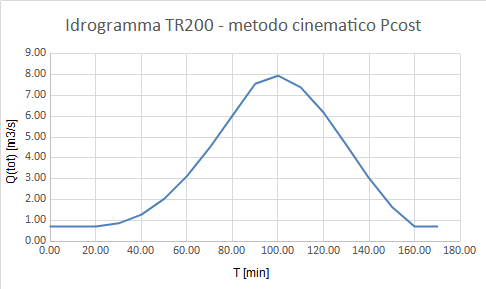 Idrogramma TR200 - metodo cinematico Pcost
Q(tot) [m3/s]
9.00
8.00
7.00
6.00
5.00
4.00
3.00
2.00
1.00
0.00
0.00 20.00 40.00 60.00 80.00 100.00 120.00 140.00 160.00 180.00
T [min]